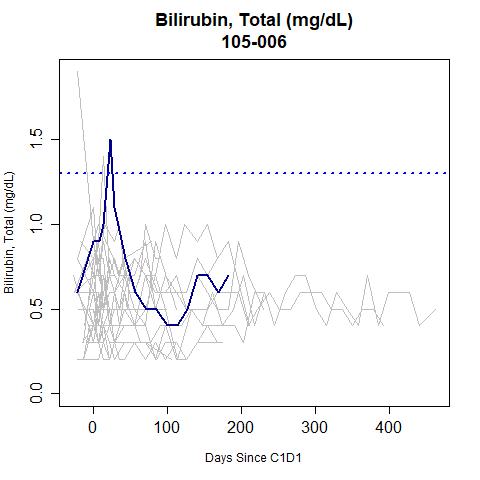 Bilirubin, Total (mg/dL)
105-006
Bilirubin, Total (mg/dL)
1.5
1.0
0.5
0.0
0 100 200 300 400
Days Since C1D1